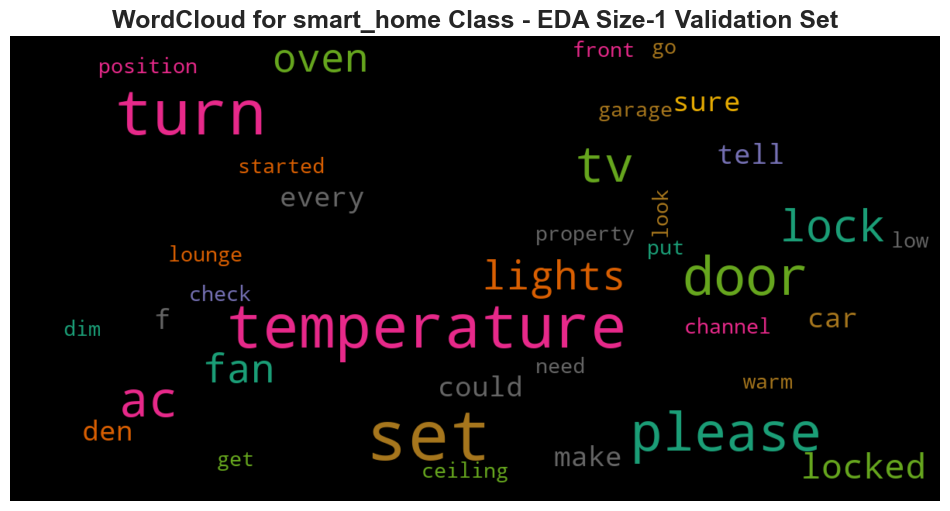 WordCloud for smart_home Class - EDA Size-1 Validation Set
position
oven
front
go
turn
garage
sure
started
tv
tell
every
look
lock
property
put
low
lounge
lights
door
check
f
temperature
channel
car
dim
fan
could
need
warm
ac
den
set
please
get
ceiling
make
locked